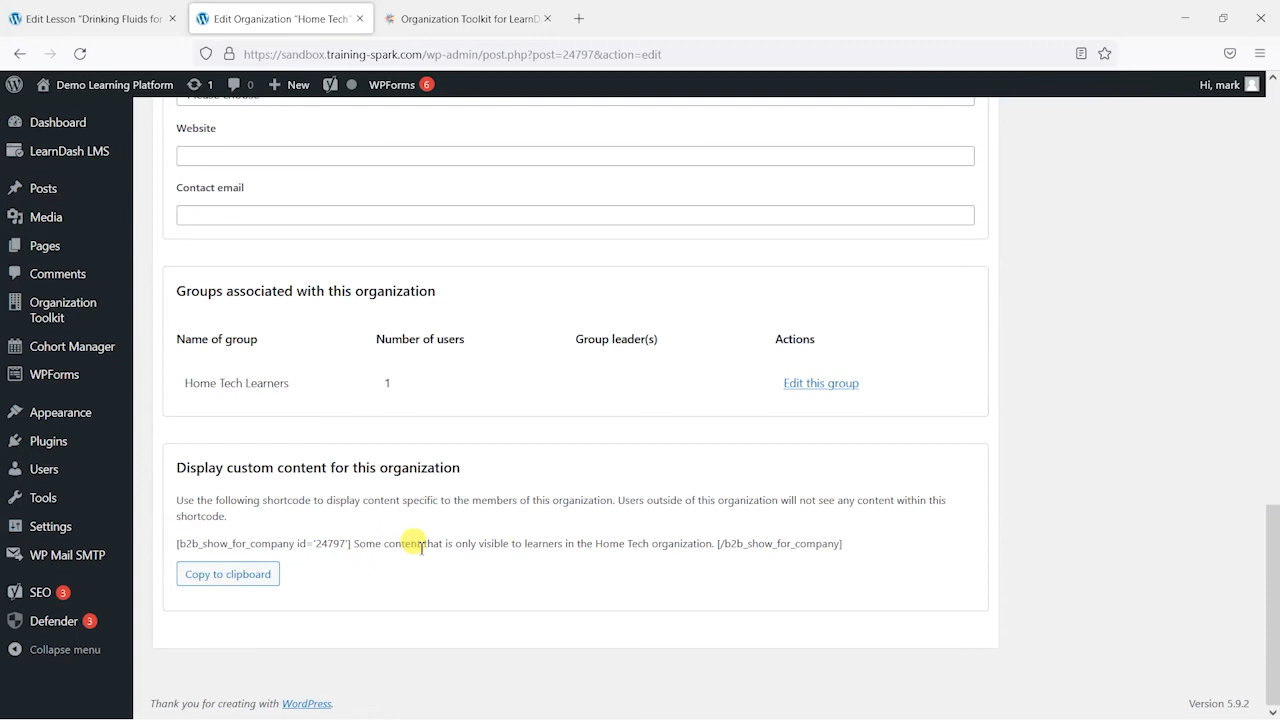 Edit Lesson "Drinking Fluids for
Edit Organization "Home Tech"
Organization Toolkit for LearnD
https://sandbox.training-spark.com/wp-admin/post.php?post=24797&action=edit
Demo Learning Platform 1 0 New WPForms 6 Hi, mark
Dashboard
LearnDash LMS
Posts
Media
Pages
Comments
Organization
Toolkit
Cohort Manager
WPForms
Appearance
Plugins
Users
Tools
Settings
WP Mail SMTP
SEO 3
Defender 3
Collapse menu
Please choose
Website
Contact email
Groups associated with this organization
Name of group Number of users Group leader(s) Actions
Home Tech Learners 1 Edit this group
Display custom content for this organization
Use the following shortcode to display content specific to the members of this organization. Users outside of this organization will not see any content within this
shortcode.
[b2b_show_for_company id='24797'] Some content that is only visible to learners in the Home Tech organization. [/b2b_show_for_company]
Copy to clipboard
Thank you for creating with WordPress. Version 5.9.2